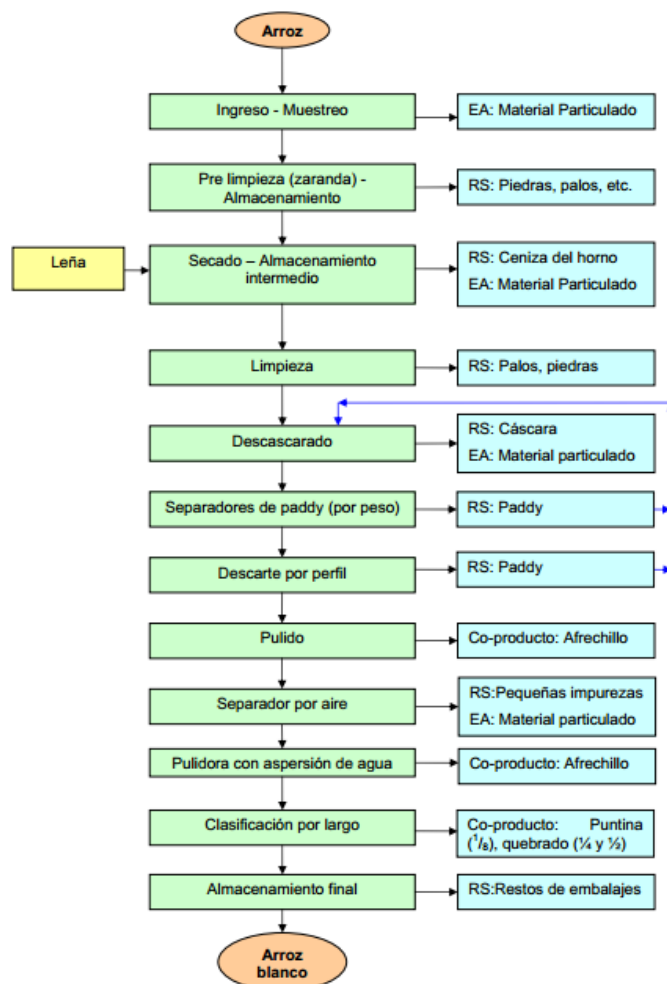 Arroz
Ingreso - Muestreo
EA: Material Particulado
Pre limpieza (zaranda) -
Almacenamiento
RS: Piedras, palos, etc.
Leña
Secado – Almacenamiento
intermedio
RS: Ceniza del horno
EA: Material Particulado
Limpieza
RS: Palos, piedras
Descascarado
RS: Cáscara
EA: Material particulado
Separadores de paddy (por peso)
RS: Paddy
Descarte por perfil
RS: Paddy
Pulido
Co-producto: Afrechillo
Separador por aire
RS:Pequeñas impurezas
EA: Material particulado
Pulidora con aspersión de agua
Co-producto: Afrechillo
Clasificación por largo
Co-producto: Puntina
(1/8), quebrado (¼ y ½)
Almacenamiento final
RS:Restos de embalajes
Arroz
blanco